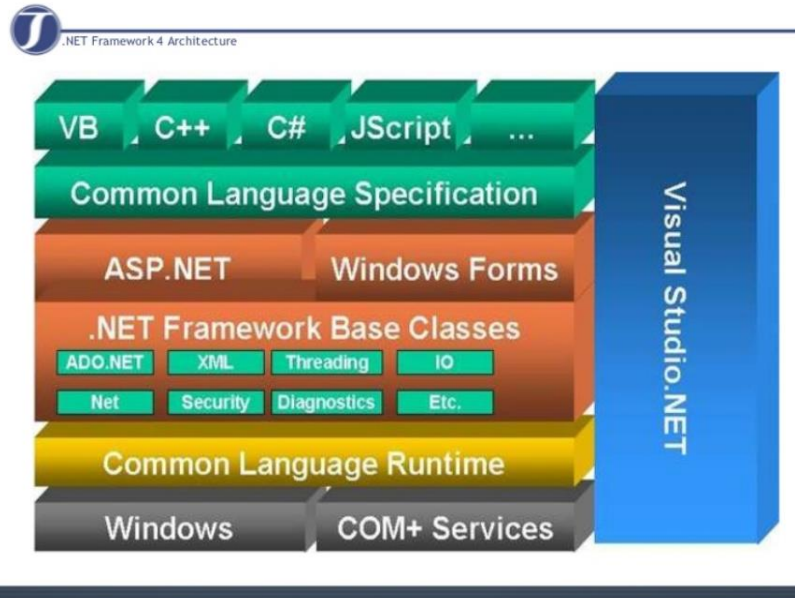 .NET Framework 4 Architecture
VB C++ C# JScript ...
Common Language Specification
ASP.NET Windows Forms
.NET Framework Base Classes
ADO.NET XML Threading IO
Net Security Diagnostics Etc.
Common Language Runtime
Windows COM+ Services
Visual Studio.NET